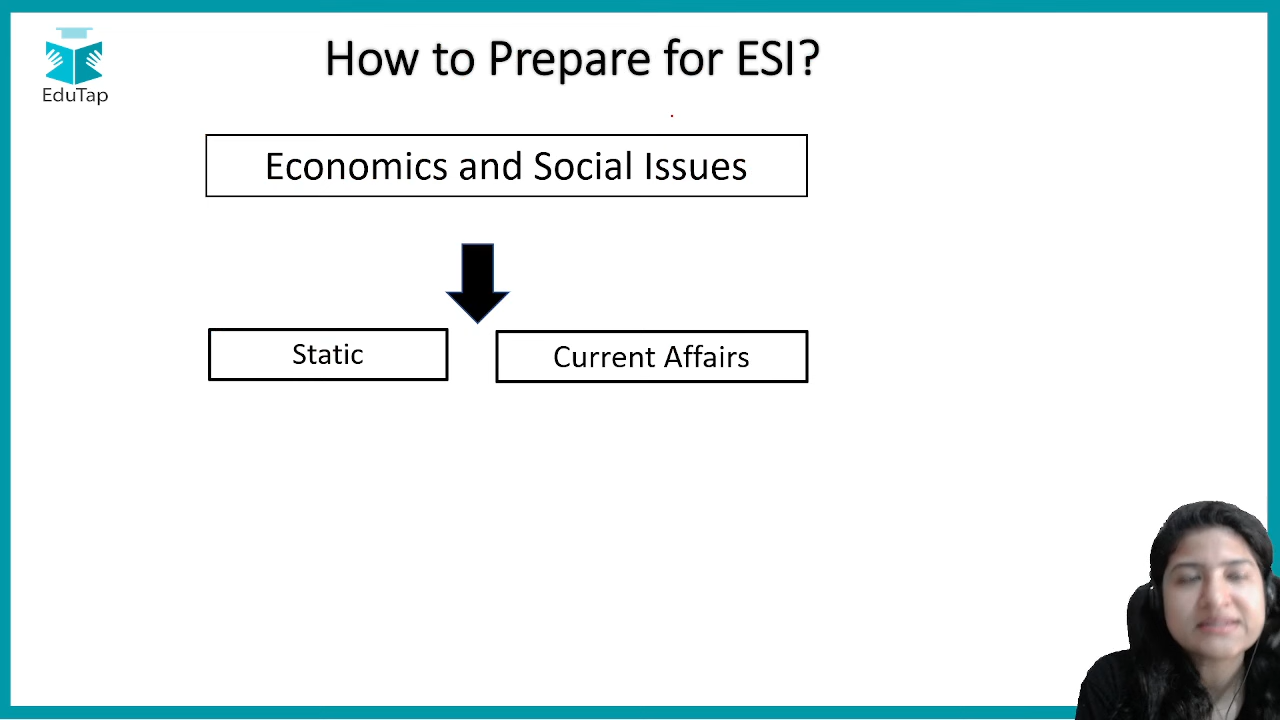 How to Prepare for ESI?
EduTap
Economics and Social Issues
Static
Current Affairs